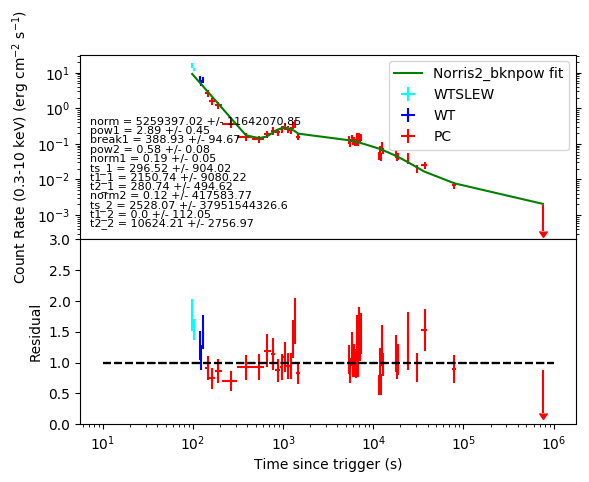 Norris2_bknpow fit
WTSLEW
WT
PC
norm = 5259397.02 +/- 11642070.85
pow1 = 2.89 +/- 0.45
break1 = 388.93 +/- 94.67
pow2 = 0.58 +/- 0.08
norm1 = 0.19 +/- 0.05
ts_1 = 296.52 +/- 904.02
t1_1 = 2150.74 +/- 9080.22
t2_1 = 280.74 +/- 494.62
norm2 = 0.12 +/- 417583.77
ts_2 = 2528.07 +/- 37951544326.6
t1_2 = 0.0 +/- 112.05
t2_2 = 10624.21 +/- 2756.97
Count Rate (0.3-10 keV) (erg cm⁻² s⁻¹)
10¹
10⁰
10⁻¹
10⁻²
10⁻³
Residual
3.0
2.5
2.0
1.5
1.0
0.5
0.0
10¹ 10² 10³ 10⁴ 10⁵ 10⁶
Time since trigger (s)